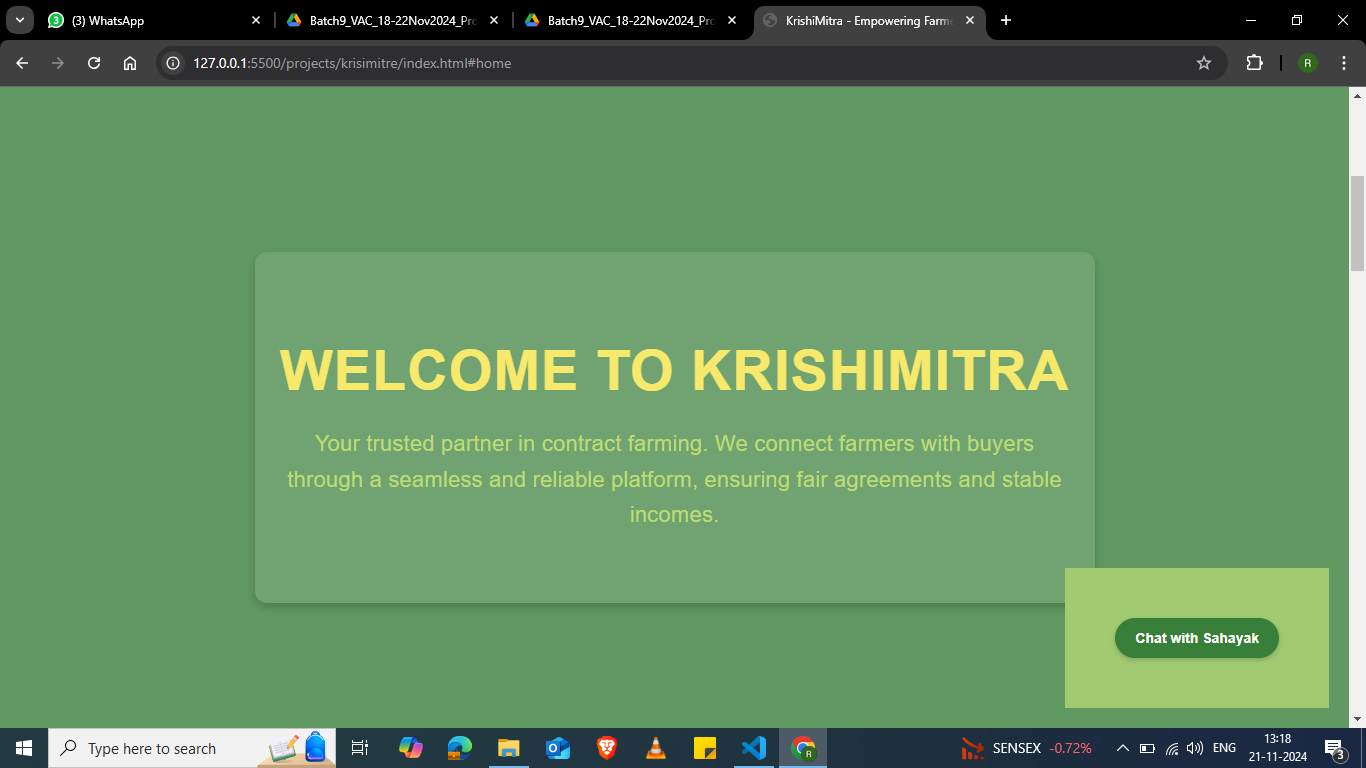 (3) WhatsApp
Batch9_VAC_18-22Nov2024_Pro
Batch9_VAC_18-22Nov2024_Pro
KrishiMitra - Empowering Farme
127.0.0.1:5500/projects/krisimitre/index.html#home
R
WELCOME TO KRISHIMITRA
Your trusted partner in contract farming. We connect farmers with buyers
through a seamless and reliable platform, ensuring fair agreements and stable
incomes.
Chat with Sahayak
Type here to search
SENSEX -0.72%
ENG
13:18
21-11-2024
3